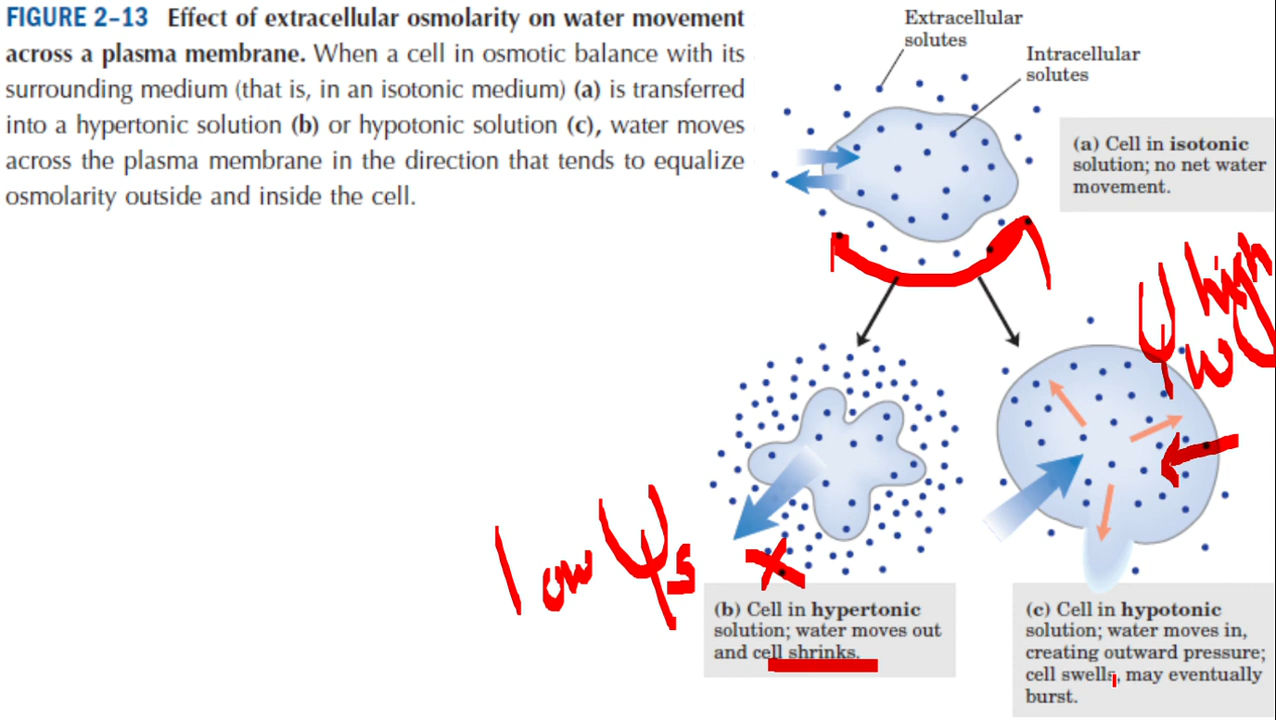 FIGURE 2–13 Effect of extracellular osmolarity on water movement
across a plasma membrane. When a cell in osmotic balance with its
surrounding medium (that is, in an isotonic medium) (a) is transferred
into a hypertonic solution (b) or hypotonic solution (c), water moves
across the plasma membrane in the direction that tends to equalize
osmolarity outside and inside the cell.
Extracellular
solutes
Intracellular
solutes
(a) Cell in isotonic
solution; no net water
movement.
high
Ψw
low Ψs
(b) Cell in hypertonic
solution; water moves out
and cell shrinks.
(c) Cell in hypotonic
solution; water moves in,
creating outward pressure;
cell swells, may eventually
burst.